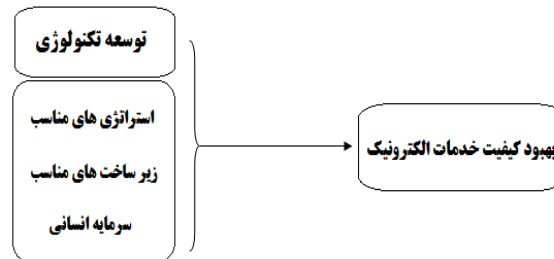 توسعه تکنولوژی
استراتژی های مناسب
زیر ساخت های مناسب
سرمایه انسانی
بهبود کیفیت خدمات الکترونیک